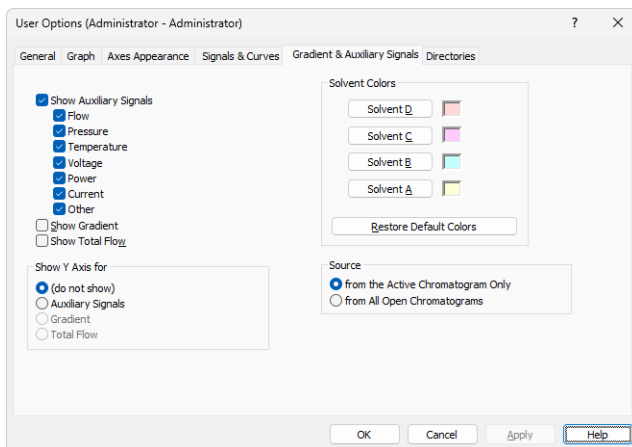 User Options (Administrator - Administrator)
?
General Graph Axes Appearance Signals & Curves Gradient & Auxiliary Signals Directories
Show Auxiliary Signals
Flow
Pressure
Temperature
Voltage
Power
Current
Other
Show Gradient
Show Total Flow
Solvent Colors
Solvent D
Solvent C
Solvent B
Solvent A
Restore Default Colors
Show Y Axis for
(do not show)
Auxiliary Signals
Gradient
Total Flow
Source
from the Active Chromatogram Only
from All Open Chromatograms
OK Cancel Apply Help